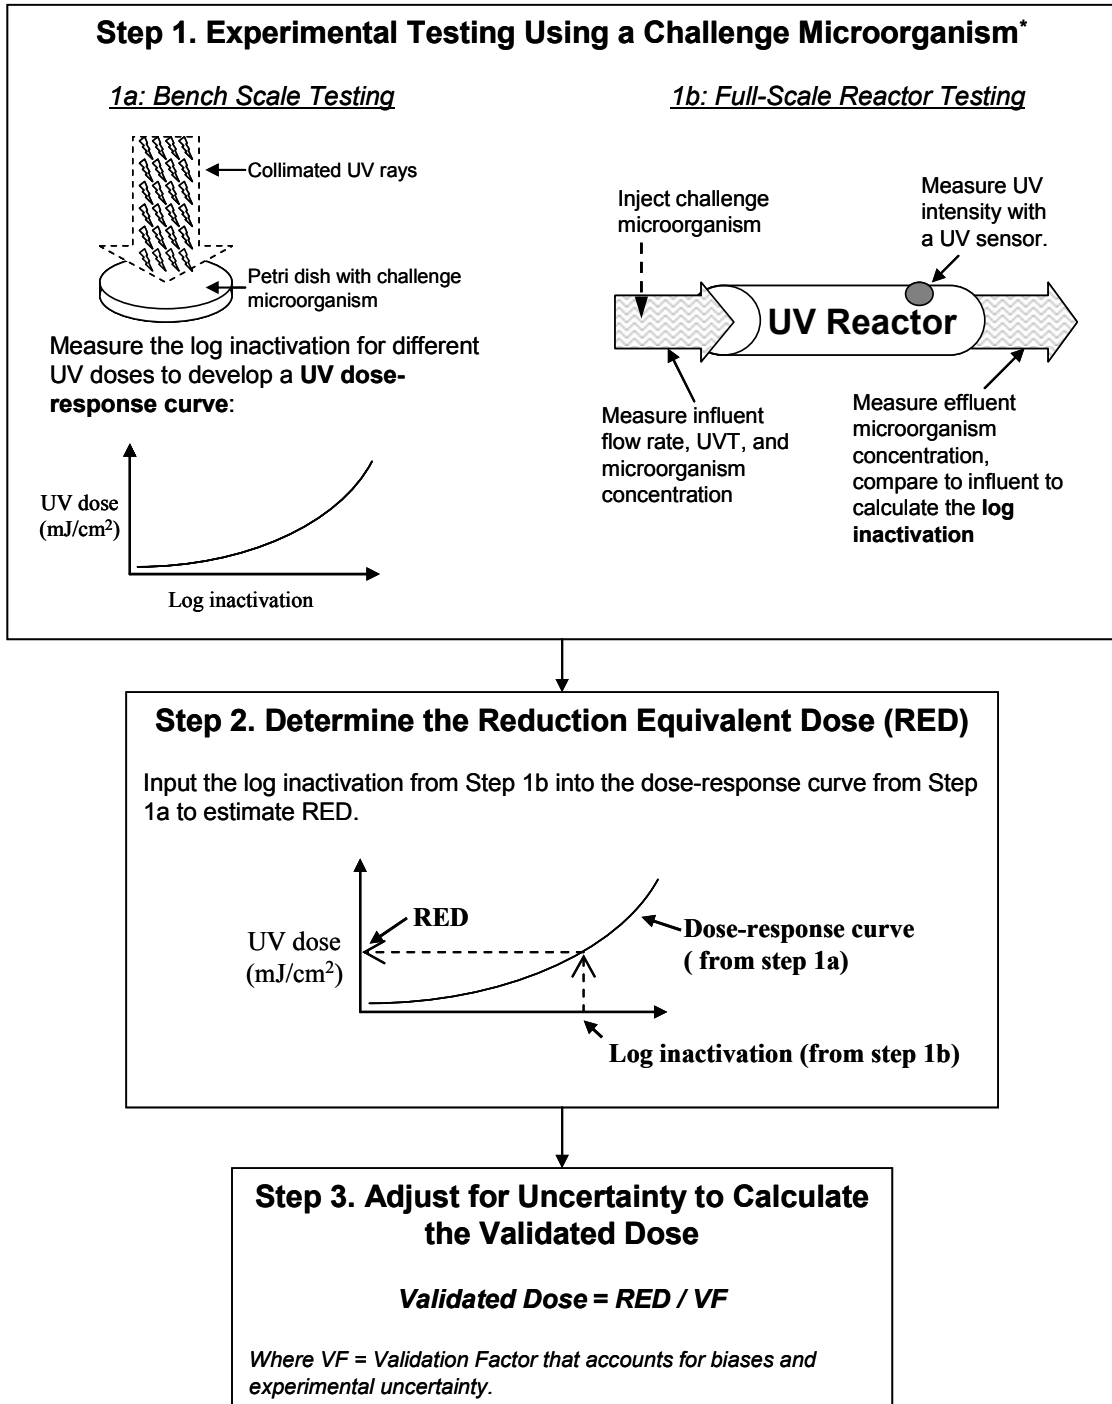 Step 1. Experimental Testing Using a Challenge Microorganism*
1a: Bench Scale Testing
Collimated UV rays
Petri dish with challenge
microorganism
Measure the log inactivation for different
UV doses to develop a UV dose-
response curve:
UV dose
(mJ/cm²)
Log inactivation
1b: Full-Scale Reactor Testing
Inject challenge
microorganism
Measure UV
intensity with
a UV sensor.
UV Reactor
Measure influent
flow rate, UVT, and
microorganism
concentration
Measure effluent
microorganism
concentration,
compare to influent to
calculate the log
inactivation
Step 2. Determine the Reduction Equivalent Dose (RED)
Input the log inactivation from Step 1b into the dose-response curve from Step
1a to estimate RED.
RED
UV dose
(mJ/cm²)
Dose-response curve
( from step 1a)
Log inactivation (from step 1b)
Step 3. Adjust for Uncertainty to Calculate
the Validated Dose
Validated Dose = RED / VF
Where VF = Validation Factor that accounts for biases and
experimental uncertainty.